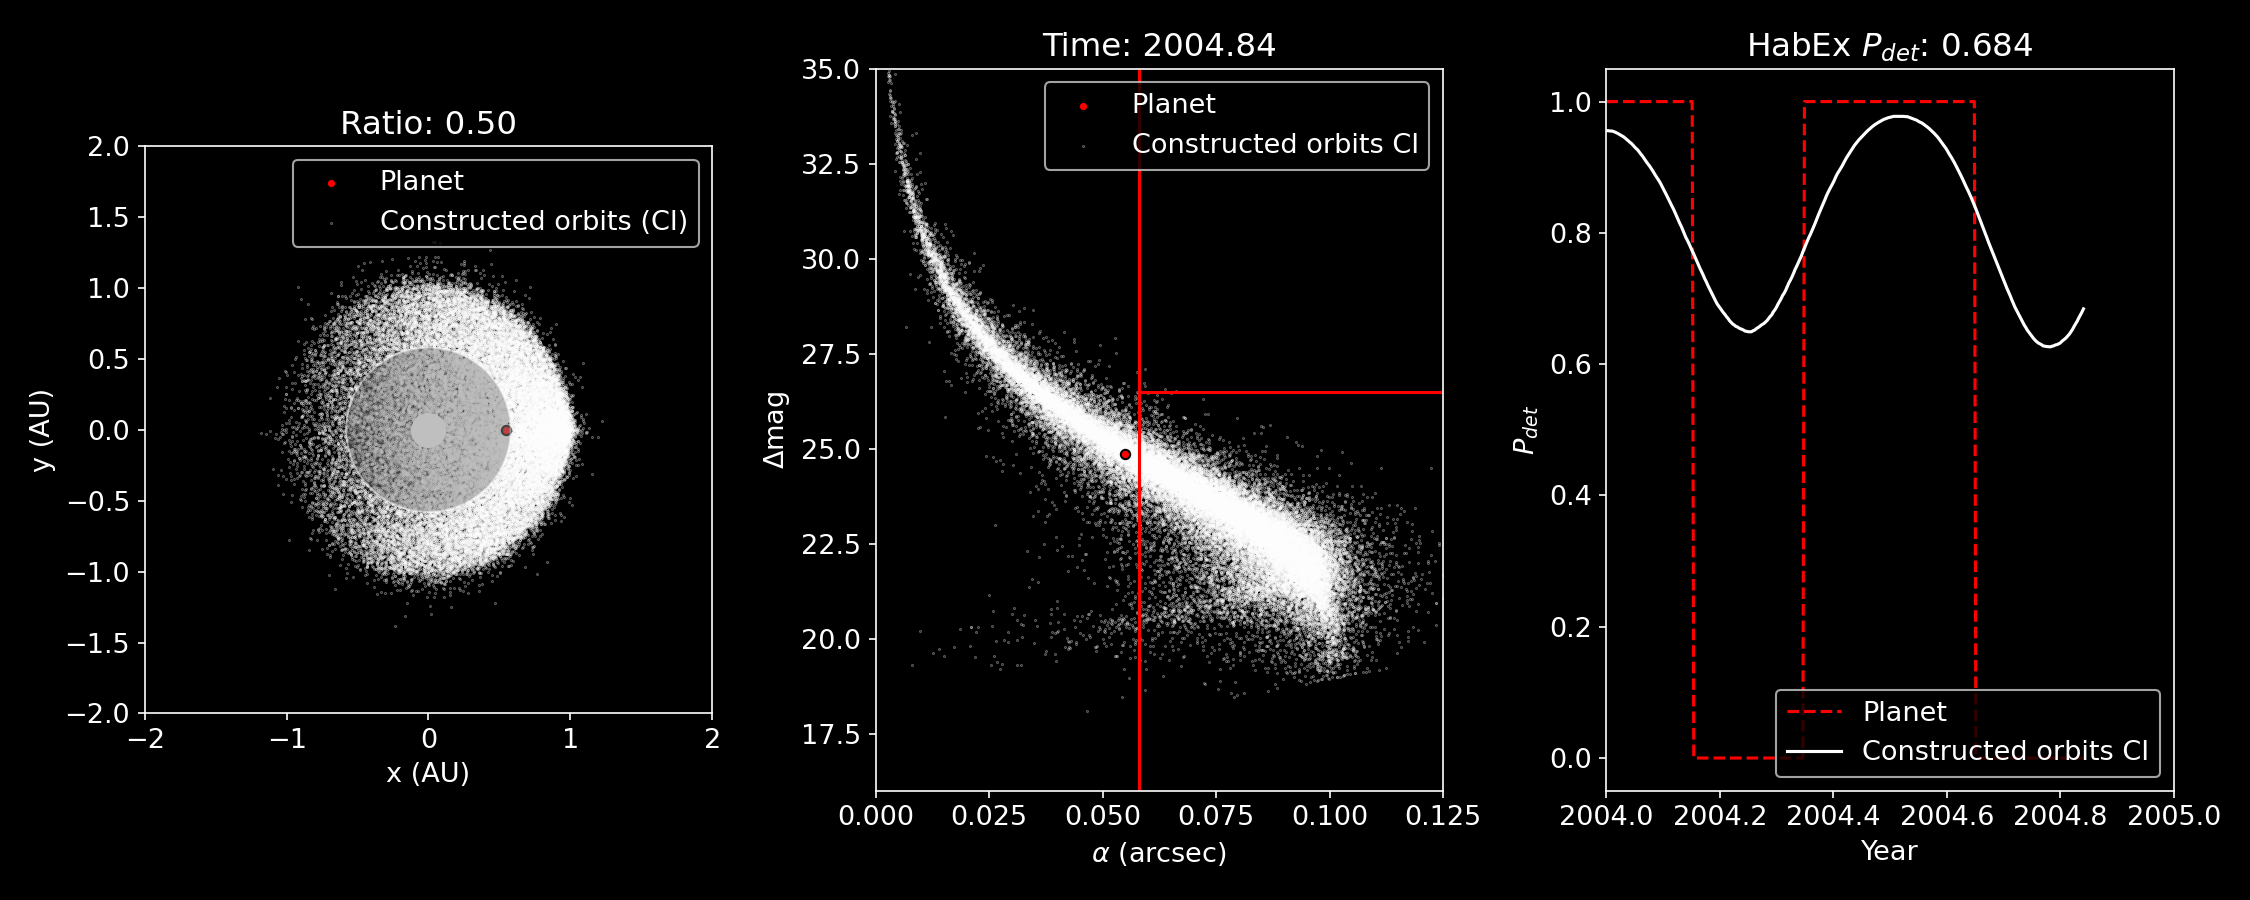 Ratio: 0.50
2.0
1.5
1.0
0.5
0.0
−0.5
−1.0
−1.5
−2.0
y (AU)
Planet
Constructed orbits (CI)
−2
−1
0
1
2
x (AU)
Time: 2004.84
35.0
32.5
30.0
27.5
25.0
22.5
20.0
17.5
Δmag
Planet
Constructed orbits CI
0.000
0.025
0.050
0.075
0.100
0.125
α (arcsec)
HabEx P_det: 0.684
1.0
0.8
0.6
0.4
0.2
0.0
P_det
Planet
Constructed orbits CI
2004.0
2004.2
2004.4
2004.6
2004.8
2005.0
Year